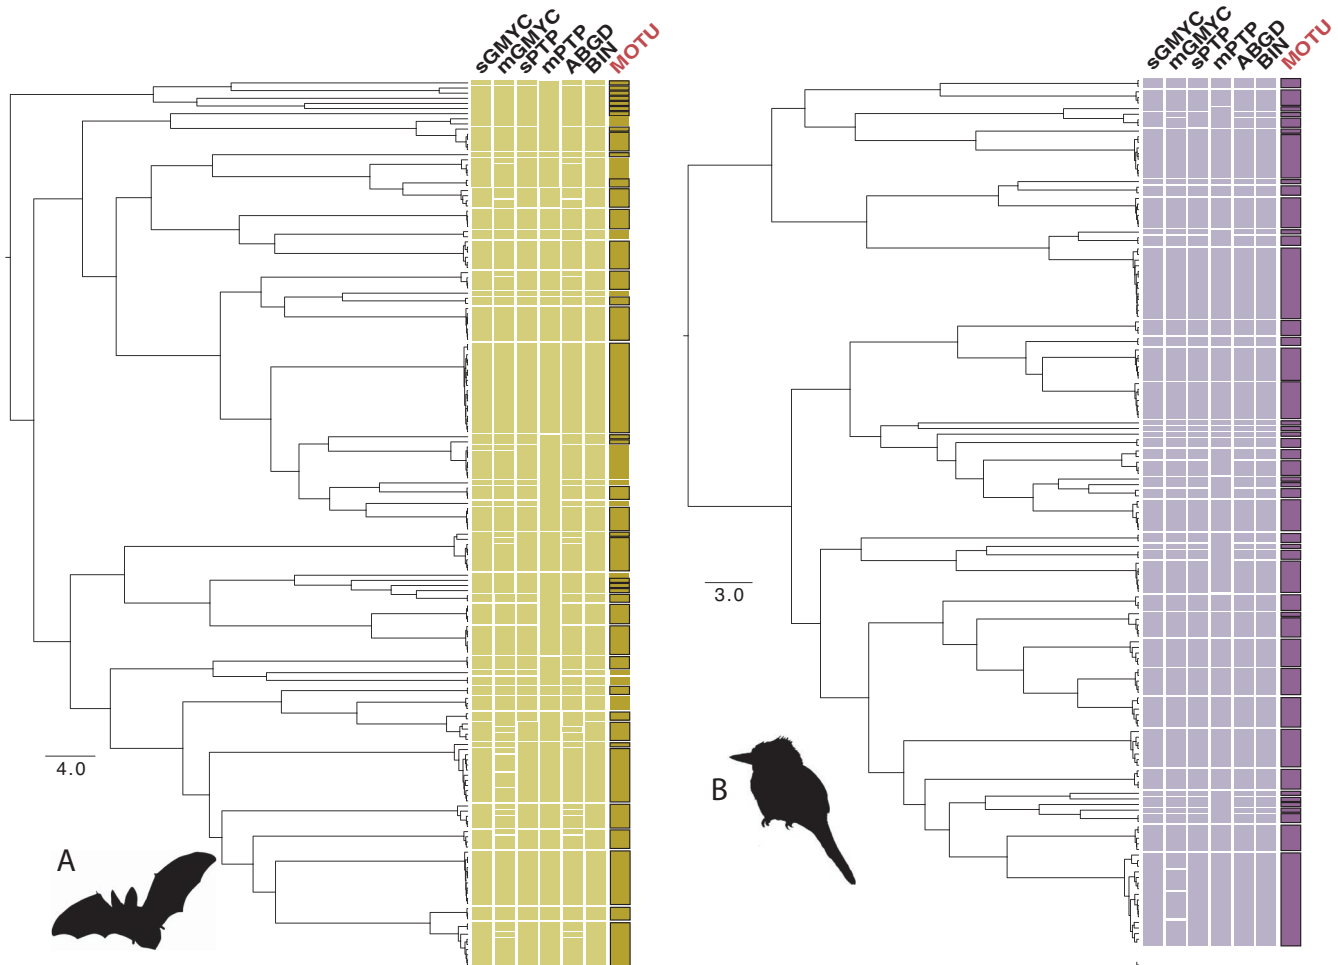 sGMYC mGMYC sPTP mPTP ABGD BIN MOTU
sGMYC mGMYC sPTP mPTP ABGD BIN MOTU
3.0
4.0
B
A